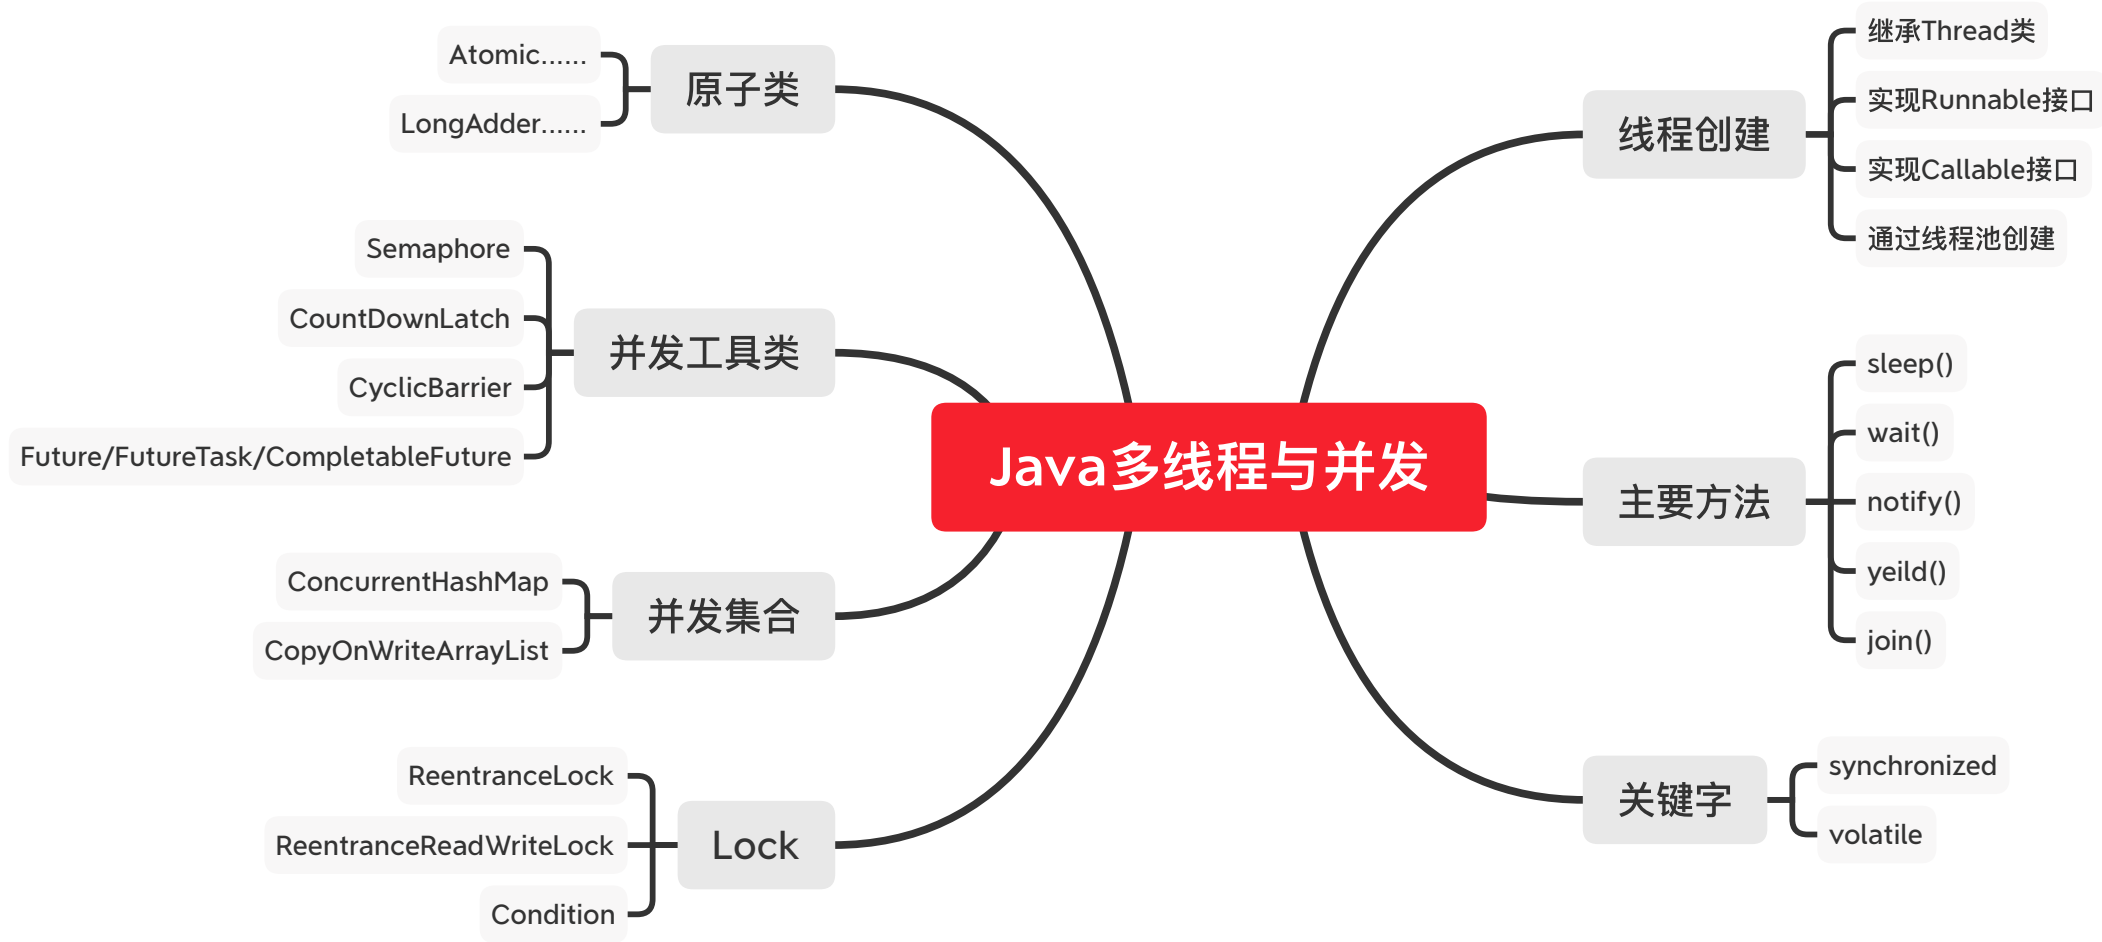 Java多线程与并发
线程创建
继承Thread类
实现Runnable接口
实现Callable接口
通过线程池创建
主要方法
sleep()
wait()
notify()
yeild()
join()
关键字
synchronized
volatile
原子类
Atomic......
LongAdder......
并发工具类
Semaphore
CountDownLatch
CyclicBarrier
Future/FutureTask/CompletableFuture
并发集合
ConcurrentHashMap
CopyOnWriteArrayList
Lock
ReentranceLock
ReentranceReadWriteLock
Condition